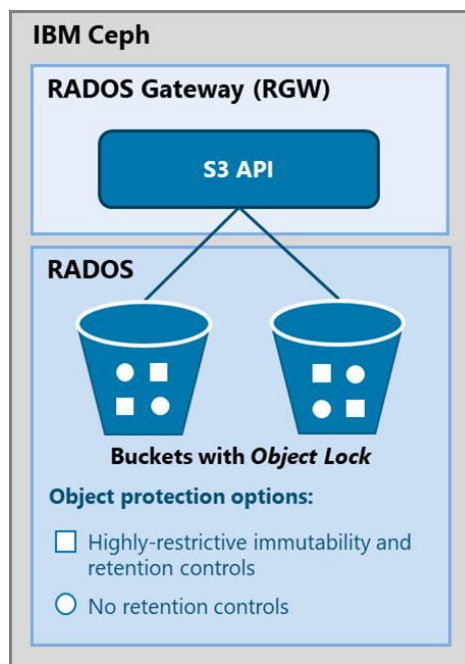 IBM Ceph
RADOS Gateway (RGW)
S3 API
RADOS
Buckets with Object Lock
Object protection options:
Highly-restrictive immutability and
retention controls
No retention controls